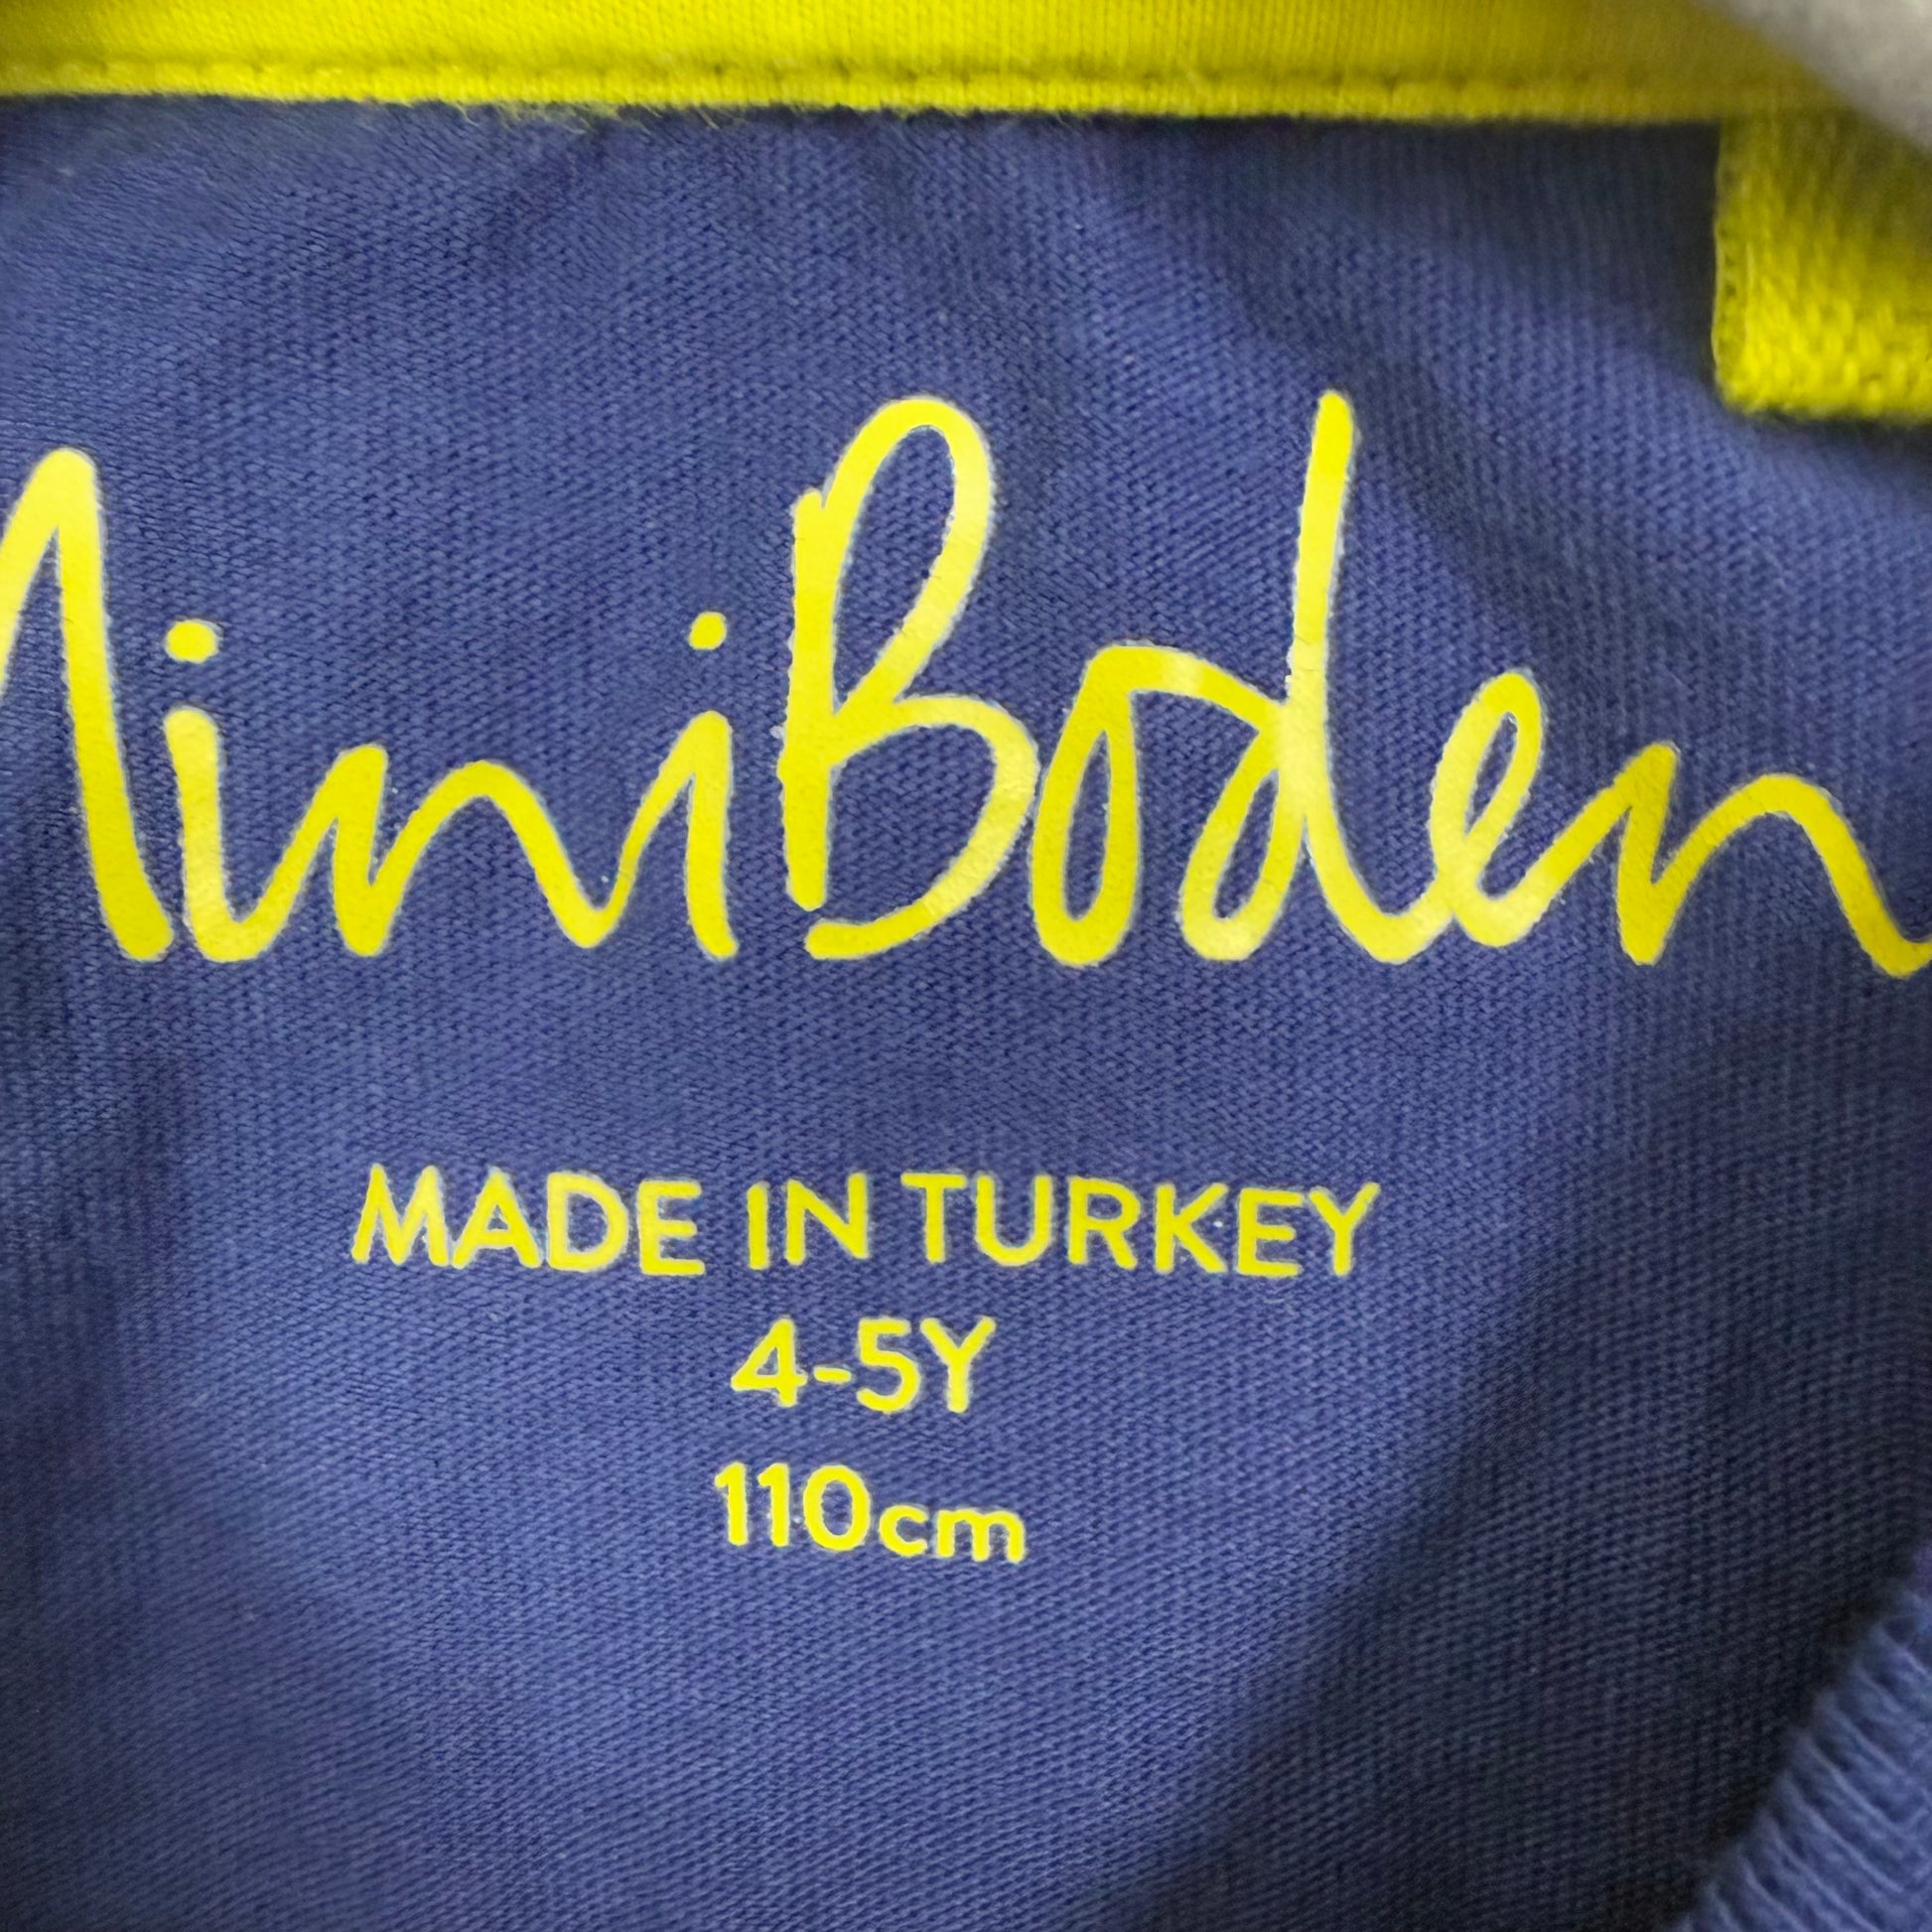 MiniBoden
MADE IN TURKEY
4-5Y
110cm